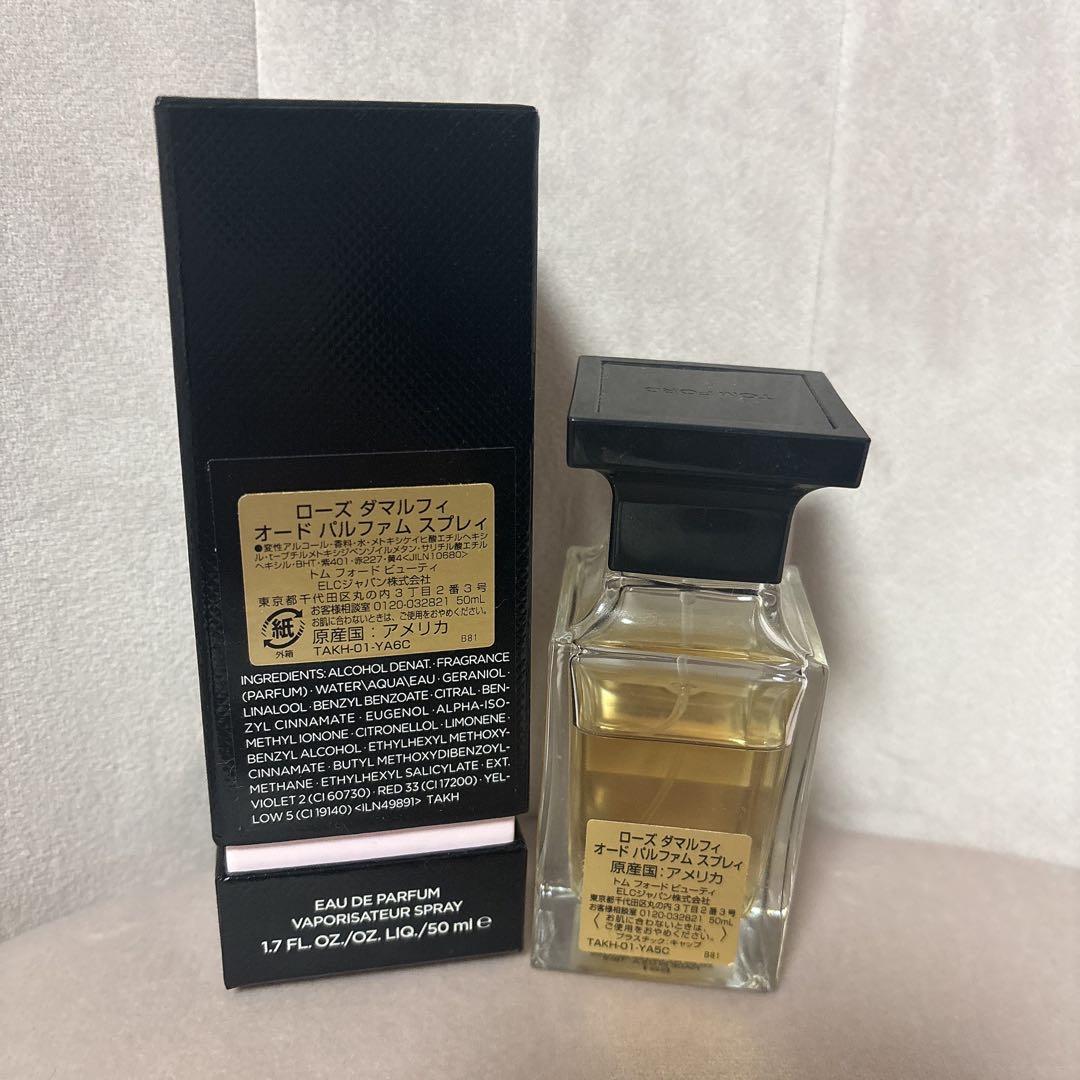 ローズ ダマルフィ
オード パルファム スプレィ
●変性アルコール・香料・水・メトキシケイヒ酸エチルヘキシ
ル・t-ブチルメトキシジベンゾイルメタン・サリチル酸エチル
ヘキシル・BHT・紫401・赤227・黄4<JILN10680>
トム フォード ビューティ
ELCジャパン株式会社
東京都千代田区丸の内3丁目2番3号
お客様相談室 0120-032821 50mL
お肌に合わないときは、ご使用をおやめください。
紙
外箱
原産国：アメリカ
B81
TAKH-01-YA6C
INGREDIENTS: ALCOHOL DENAT. · FRAGRANCE
(PARFUM) · WATER\AQUA\EAU · GERANIOL ·
LINALOOL · BENZYL BENZOATE · CITRAL · BEN-
ZYL CINNAMATE · EUGENOL · ALPHA-ISO-
METHYL IONONE · CITRONELLOL · LIMONENE ·
BENZYL ALCOHOL · ETHYLHEXYL METHOXY-
CINNAMATE · BUTYL METHOXYDIBENZOYL-
METHANE · ETHYLHEXYL SALICYLATE · EXT.
VIOLET 2 (CI 60730) · RED 33 (CI 17200) · YEL-
LOW 5 (CI 19140) <ILN49891> TAKH
EAU DE PARFUM
VAPORISATEUR SPRAY
1.7 FL. OZ./OZ. LIQ./50 ml ℮
TOM FORD
ローズ ダマルフィ
オード パルファム スプレィ
原産国：アメリカ
トム フォード ビューティ
ELCジャパン株式会社
東京都千代田区丸の内3丁目2番3号
お客様相談室 0120-032821 50mL
〈お肌に合わないときは、
ご使用をおやめください。〉
プラスチック：キャップ
TAKH-01-YA5C
B81